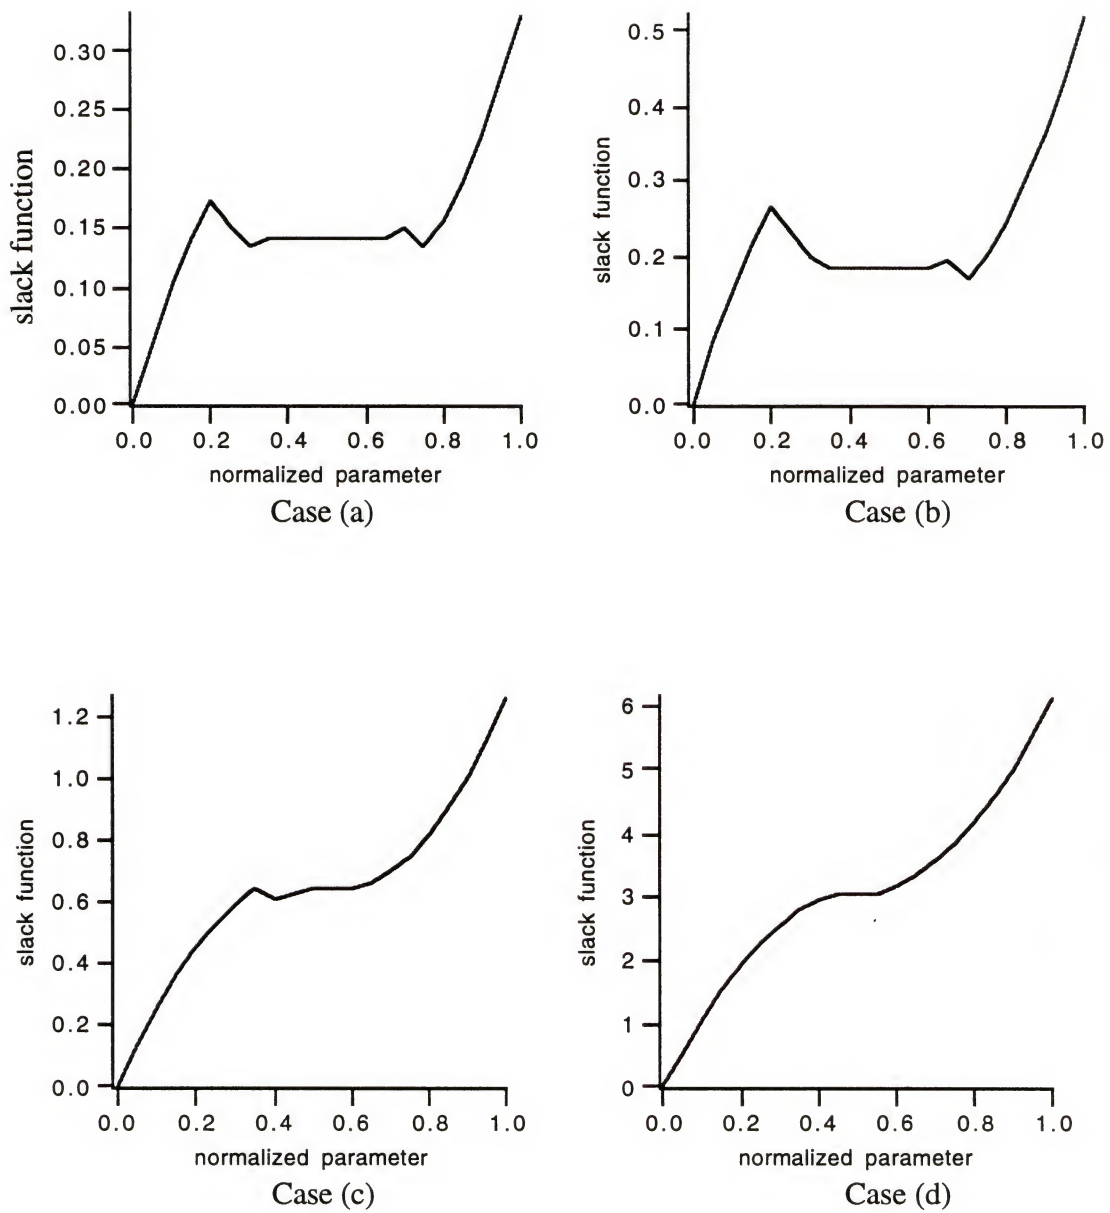 slack function
0.30
0.25
0.20
0.15
0.10
0.05
0.00
0.0 0.2 0.4 0.6 0.8 1.0
normalized parameter
Case (a)
slack function
0.5
0.4
0.3
0.2
0.1
0.0
0.0 0.2 0.4 0.6 0.8 1.0
normalized parameter
Case (b)
slack function
1.2
1.0
0.8
0.6
0.4
0.2
0.0
0.0 0.2 0.4 0.6 0.8 1.0
normalized parameter
Case (c)
slack function
6
5
4
3
2
1
0
0.0 0.2 0.4 0.6 0.8 1.0
normalized parameter
Case (d)